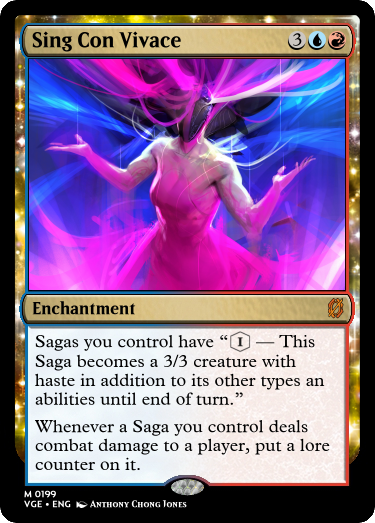 Sing Con Vivace
3
Enchantment
Sagas you control have “I — This
Saga becomes a 3/3 creature with
haste in addition to its other types an
abilities until end of turn.”
Whenever a Saga you control deals
combat damage to a player, put a lore
counter on it.
M 0199
VGE • ENG Anthony Chong Jones